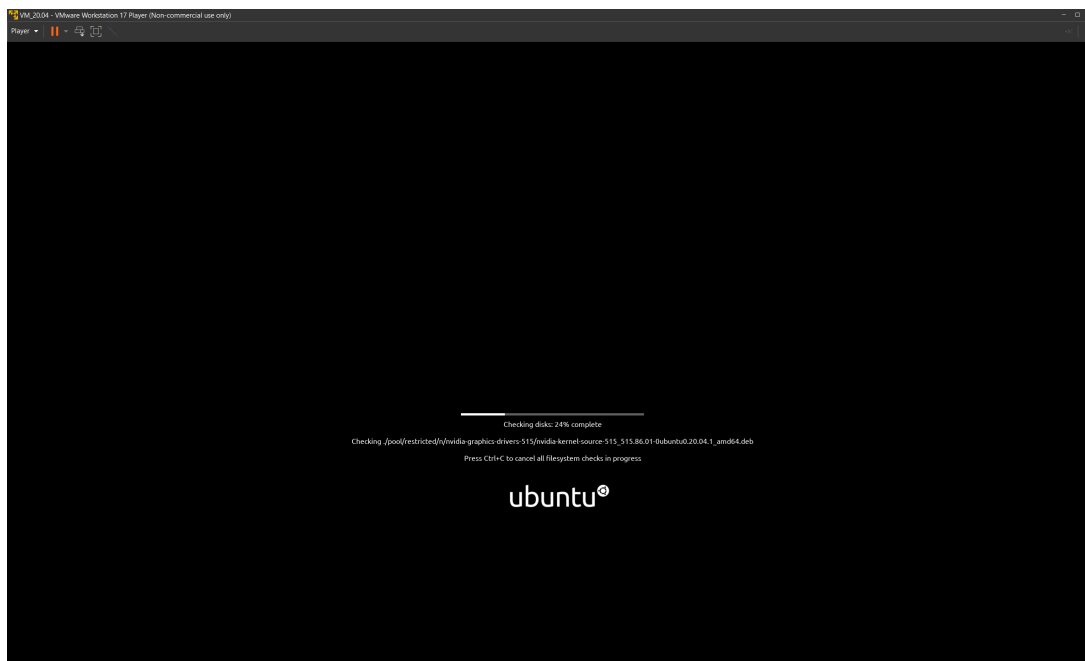 VM_20.04 - VMware Workstation 17 Player (Non-commercial use only)
Player
Checking disks: 24% complete
Checking ./pool/restricted/n/nvidia-graphics-drivers-515/nvidia-kernel-source-515_515.86.01-0ubuntu0.20.04.1_amd64.deb
Press Ctrl+C to cancel all filesystem checks in progress
ubuntu